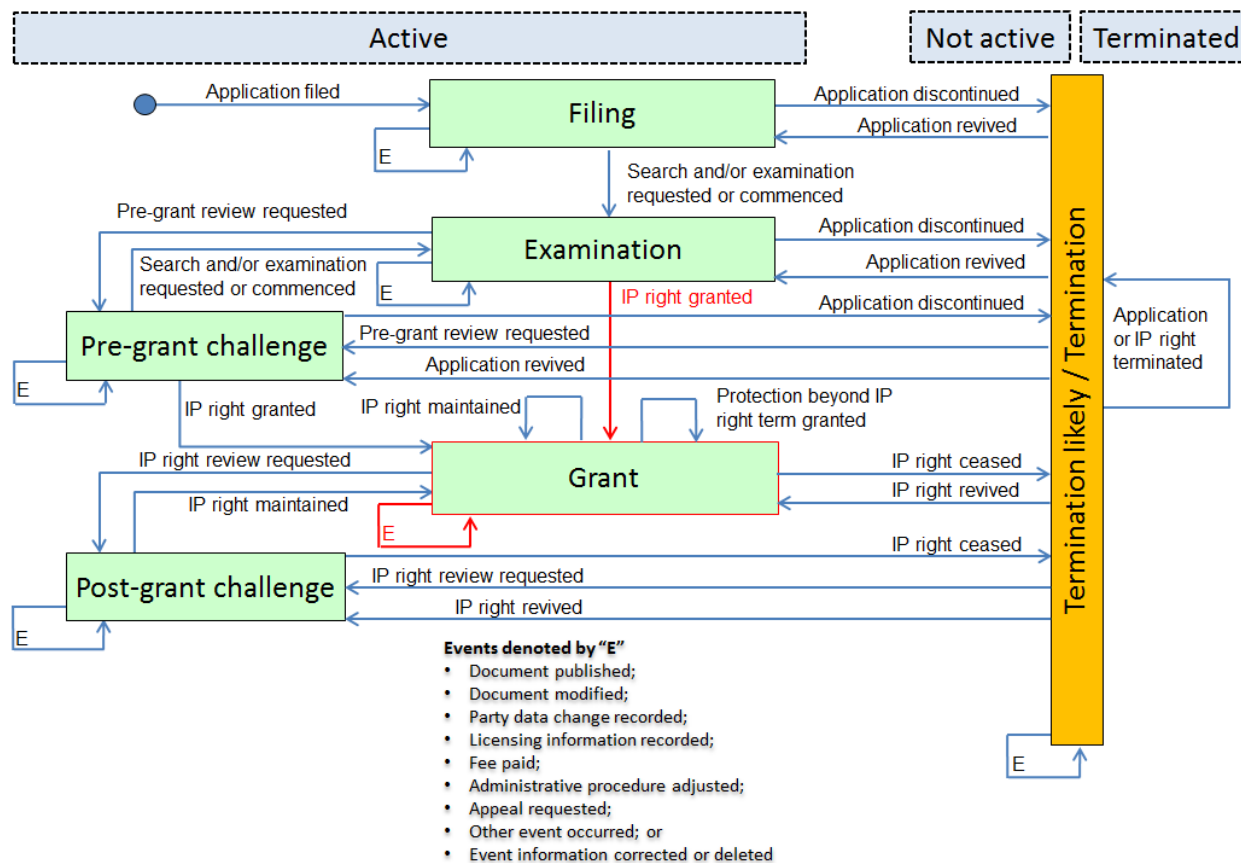 Active
Not active
Terminated
Application filed
Filing
Application discontinued
Application revived
E
Search and/or examination
requested or commenced
Pre-grant review requested
Examination
Application discontinued
Application revived
Search and/or examination
requested or commenced
E
IP right granted
Application discontinued
Pre-grant challenge
Pre-grant review requested
Application revived
E
Application
or IP right
terminated
Termination likely / Termination
IP right granted
IP right maintained
Protection beyond IP
right term granted
IP right review requested
Grant
IP right ceased
IP right revived
IP right maintained
E
IP right ceased
Post-grant challenge
IP right review requested
IP right revived
E
Events denoted by “E”
• Document published;
• Document modified;
• Party data change recorded;
• Licensing information recorded;
• Fee paid;
• Administrative procedure adjusted;
• Appeal requested;
• Other event occurred; or
• Event information corrected or deleted
E